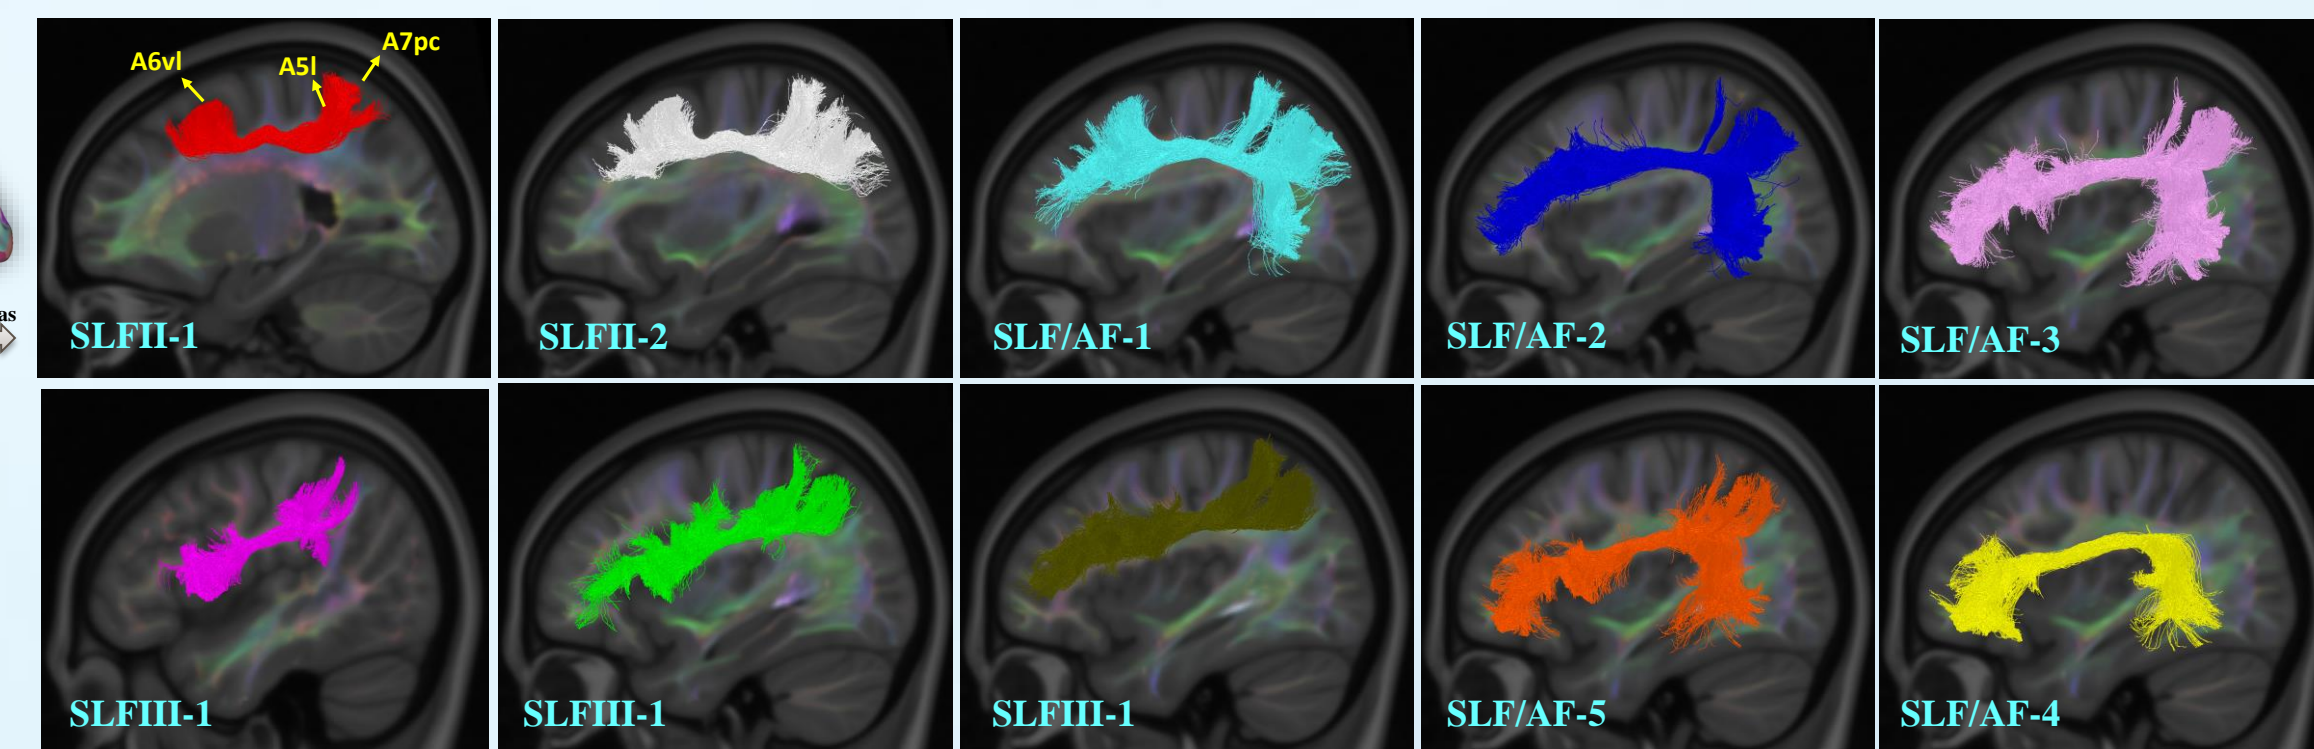 A6vl
A5l
A7pc
SLFII-1
SLFII-2
SLF/AF-1
SLF/AF-2
SLF/AF-3
as
SLFIII-1
SLFIII-1
SLFIII-1
SLF/AF-5
SLF/AF-4